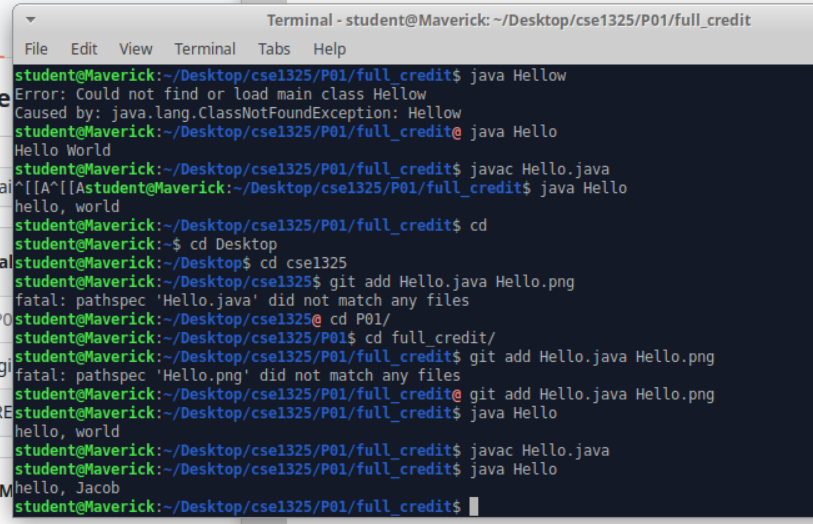 Terminal - student@Maverick: ~/Desktop/cse1325/P01/full_credit
File Edit View Terminal Tabs Help
student@Maverick:~/Desktop/cse1325/P01/full_credit$ java Hellow
Error: Could not find or load main class Hellow
Caused by: java.lang.ClassNotFoundException: Hellow
student@Maverick:~/Desktop/cse1325/P01/full_credit@ java Hello
Hello World
student@Maverick:~/Desktop/cse1325/P01/full_credit$ javac Hello.java
^[[A^[[Astudent@Maverick:~/Desktop/cse1325/P01/full_credit$ java Hello
hello, world
student@Maverick:~/Desktop/cse1325/P01/full_credit$ cd
student@Maverick:~$ cd Desktop
student@Maverick:~/Desktop$ cd cse1325
student@Maverick:~/Desktop/cse1325$ git add Hello.java Hello.png
fatal: pathspec 'Hello.java' did not match any files
student@Maverick:~/Desktop/cse1325@ cd P01/
student@Maverick:~/Desktop/cse1325/P01$ cd full_credit/
student@Maverick:~/Desktop/cse1325/P01/full_credit$ git add Hello.java Hello.png
fatal: pathspec 'Hello.png' did not match any files
student@Maverick:~/Desktop/cse1325/P01/full_credit@ git add Hello.java Hello.png
student@Maverick:~/Desktop/cse1325/P01/full_credit$ java Hello
hello, world
student@Maverick:~/Desktop/cse1325/P01/full_credit$ javac Hello.java
student@Maverick:~/Desktop/cse1325/P01/full_credit$ java Hello
hello, Jacob
student@Maverick:~/Desktop/cse1325/P01/full_credit$